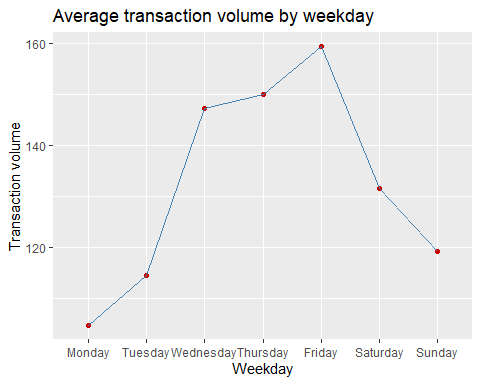 Average transaction volume by weekday
160
140
120
Transaction volume
Monday Tuesday Wednesday Thursday Friday Saturday Sunday
Weekday